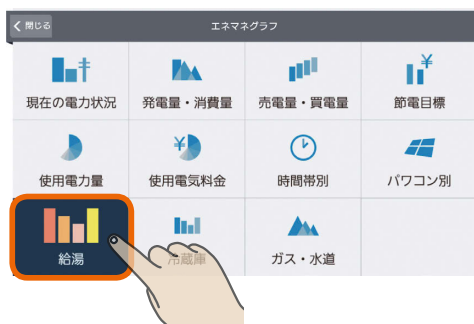 閉じる
エネマネグラフ
現在の電力状況
発電量・消費量
売電量・買電量
節電目標
使用電力量
使用電気料金
時間帯別
パワコン別
給湯
冷蔵庫
ガス・水道